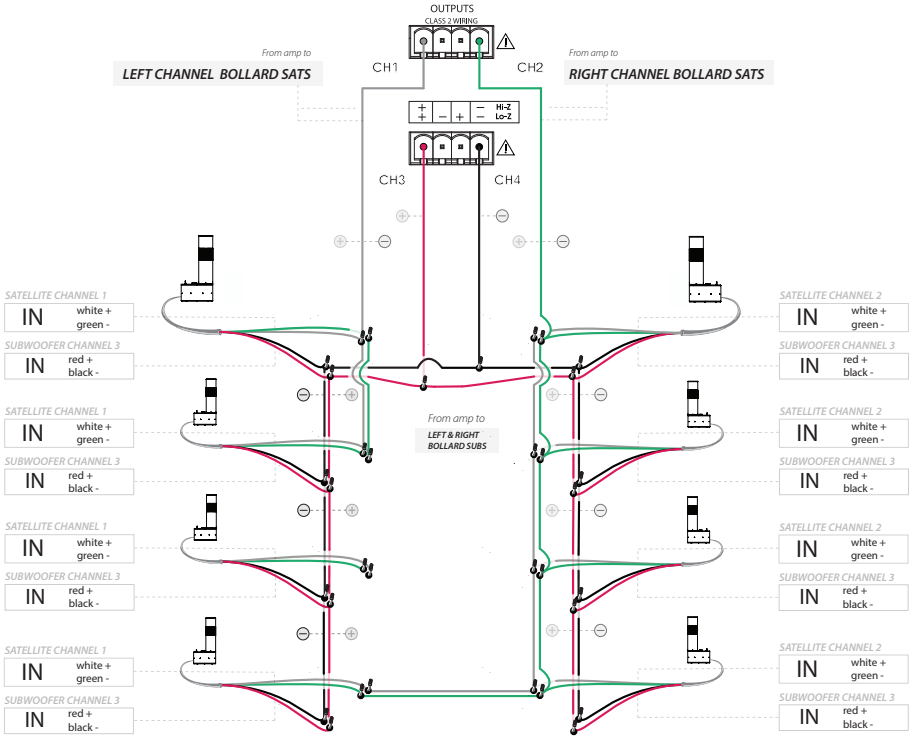 OUTPUTS
CLASS 2 WIRING
CH1
CH2
From amp to
LEFT CHANNEL BOLLARD SATS
From amp to
RIGHT CHANNEL BOLLARD SATS
+ − Hi-Z
+ − + − Lo-Z
CH3
CH4
+ −
+ −
+ −
SATELLITE CHANNEL 1
IN
white +
green -
SUBWOOFER CHANNEL 3
IN
red +
black -
SATELLITE CHANNEL 2
IN
white +
green -
SUBWOOFER CHANNEL 3
IN
red +
black -
− +
+ −
From amp to
LEFT & RIGHT
BOLLARD SUBS
SATELLITE CHANNEL 1
IN
white +
green -
SUBWOOFER CHANNEL 3
IN
red +
black -
SATELLITE CHANNEL 2
IN
white +
green -
SUBWOOFER CHANNEL 3
IN
red +
black -
− +
+ −
SATELLITE CHANNEL 1
IN
white +
green -
SUBWOOFER CHANNEL 3
IN
red +
black -
SATELLITE CHANNEL 2
IN
white +
green -
SUBWOOFER CHANNEL 3
IN
red +
black -
− +
+ −
SATELLITE CHANNEL 1
IN
white +
green -
SUBWOOFER CHANNEL 3
IN
red +
black -
SATELLITE CHANNEL 2
IN
white +
green -
SUBWOOFER CHANNEL 3
IN
red +
black -